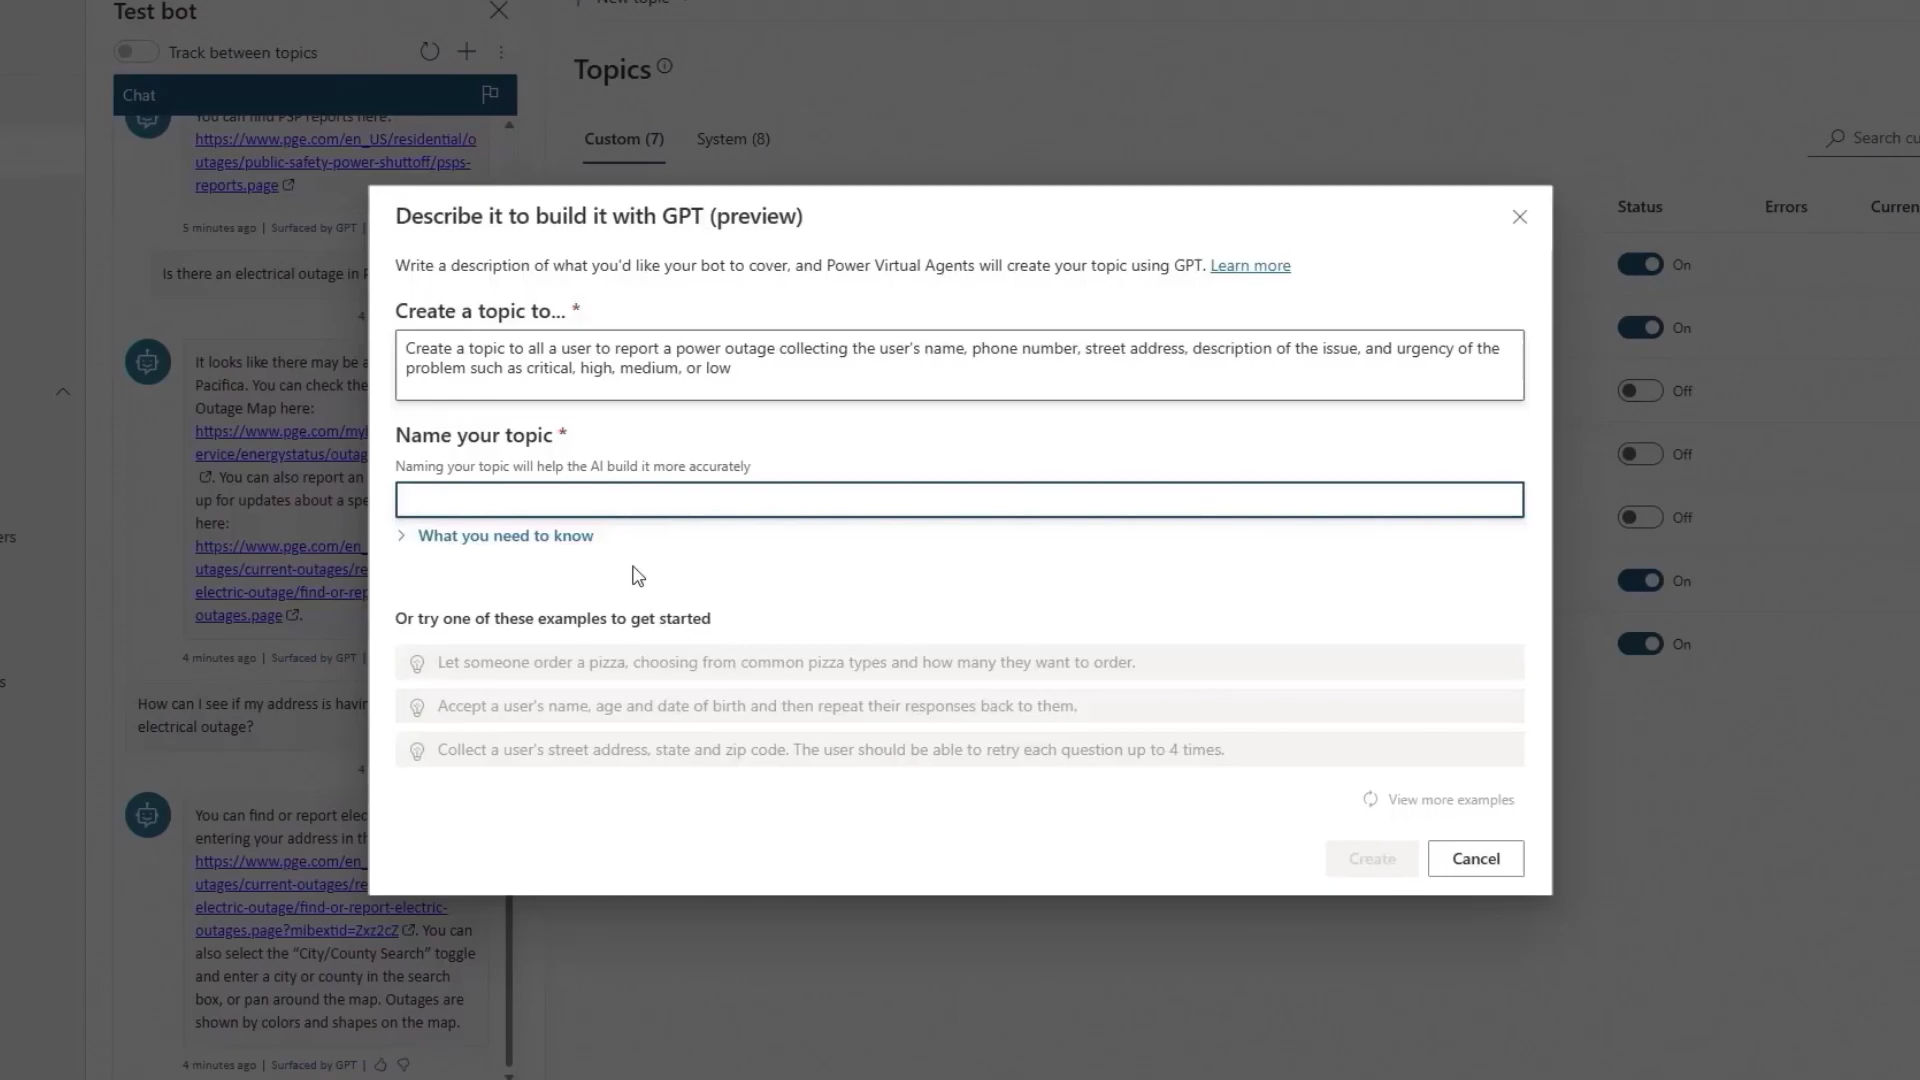 Test bot
New topic
Track between topics
Chat
You can find PSP reports here:
https://www.pge.com/en_US/residential/o
utages/public-safety-power-shuttoff/psps-
reports.page
5 minutes ago | Surfaced by GPT |
Is there an electrical outage in P
4
It looks like there may be a
Pacifica. You can check the
Outage Map here:
https://www.pge.com/myl
ervice/energystatus/outag
. You can also report an
up for updates about a spe
here:
https://www.pge.com/en_
utages/current-outages/re
electric-outage/find-or-rep
outages.page.
4 minutes ago | Surfaced by GPT |
How can I see if my address is havin
electrical outage?
4
You can find or report elec
entering your address in th
https://www.pge.com/en_
utages/current-outages/re
electric-outage/find-or-report-electric-
outages.page?mibextid=Zxz2cZ. You can
also select the “City/County Search” toggle
and enter a city or county in the search
box, or pan around the map. Outages are
shown by colors and shapes on the map.
4 minutes ago | Surfaced by GPT |
ers
s
Topics
Custom (7)
System (8)
Search cu
Status
Errors
Curren
On
On
Off
Off
Off
On
On
Describe it to build it with GPT (preview)
Write a description of what you'd like your bot to cover, and Power Virtual Agents will create your topic using GPT. Learn more
Create a topic to... *
Create a topic to all a user to report a power outage collecting the user's name, phone number, street address, description of the issue, and urgency of the
problem such as critical, high, medium, or low
Name your topic *
Naming your topic will help the AI build it more accurately
What you need to know
Or try one of these examples to get started
Let someone order a pizza, choosing from common pizza types and how many they want to order.
Accept a user's name, age and date of birth and then repeat their responses back to them.
Collect a user's street address, state and zip code. The user should be able to retry each question up to 4 times.
View more examples
Create
Cancel